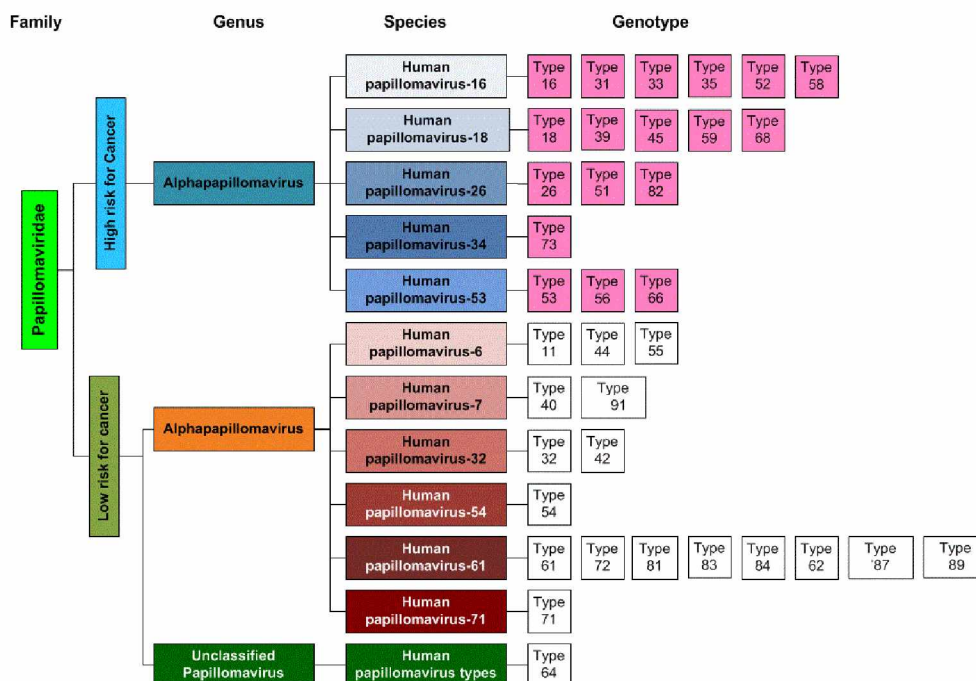 Family Genus Species Genotype
Papillomaviridae
High risk for Cancer
Alphapapillomavirus
Human
papillomavirus-16
Type Type Type Type Type Type
16 31 33 35 52 58
Human
papillomavirus-18
Type Type Type Type Type
18 39 45 59 68
Human
papillomavirus-26
Type Type Type
26 51 82
Human
papillomavirus-34
Type
73
Human
papillomavirus-53
Type Type Type
53 56 66
Low risk for cancer
Alphapapillomavirus
Human
papillomavirus-6
Type Type Type
11 44 55
Human
papillomavirus-7
Type Type
40 91
Human
papillomavirus-32
Type Type
32 42
Human
papillomavirus-54
Type
54
Human
papillomavirus-61
Type Type Type Type Type Type Type Type
61 72 81 83 84 62 '87 89
Human
papillomavirus-71
Type
71
Unclassified
Papillomavirus
Human
papillomavirus types
Type
64